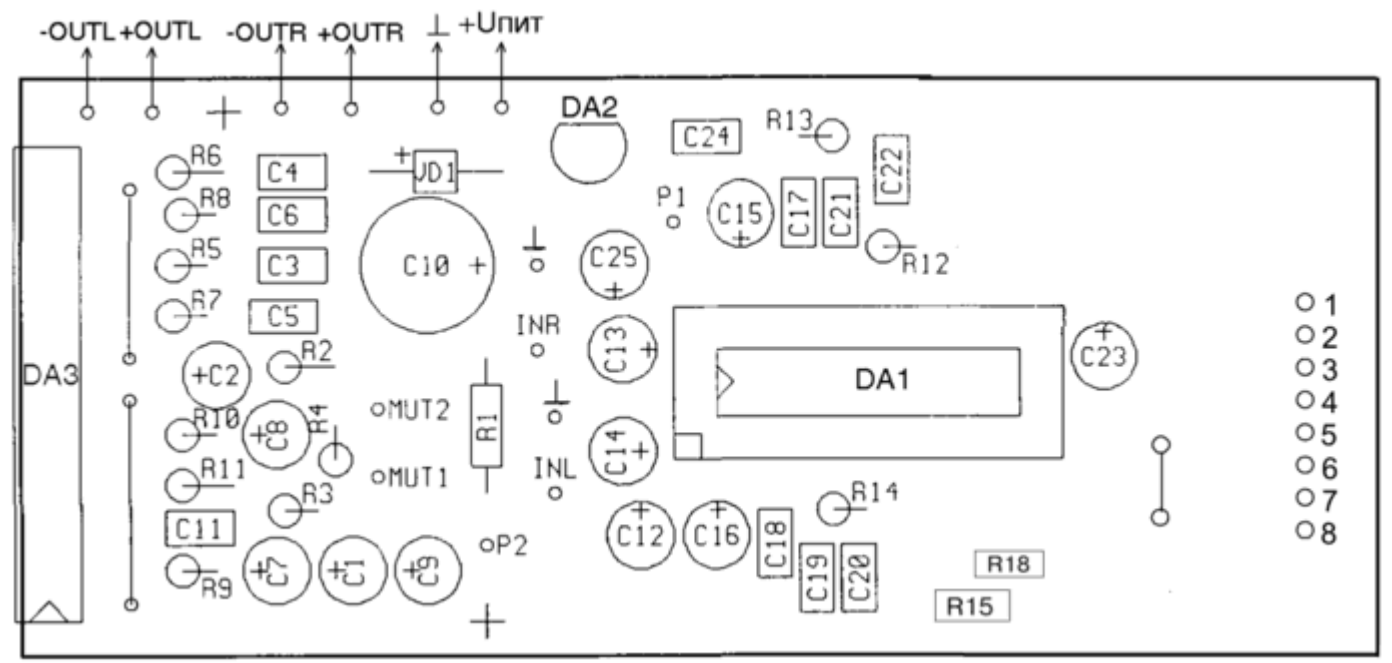 -OUTL +OUTL -OUTR +OUTR ⊥ +Uпит
DA2
C24 R13
R6 C4 + VD1 C22
R8 C6 P1 C15 + C17 C21
R5 C3 C10 + C25 + R12
R7 C5 INR C13 + C23 + 1
2
DA3 +C2 R2 DA1 3
R10 C8 + R4 MUT2 R1 C14 + 4
5
R11 MUT1 INL 6
R3 R14 7
C11 P2 C12 + C16 + C18 8
R9 C7 + C1 + C9 + C19 C20 R18
R15